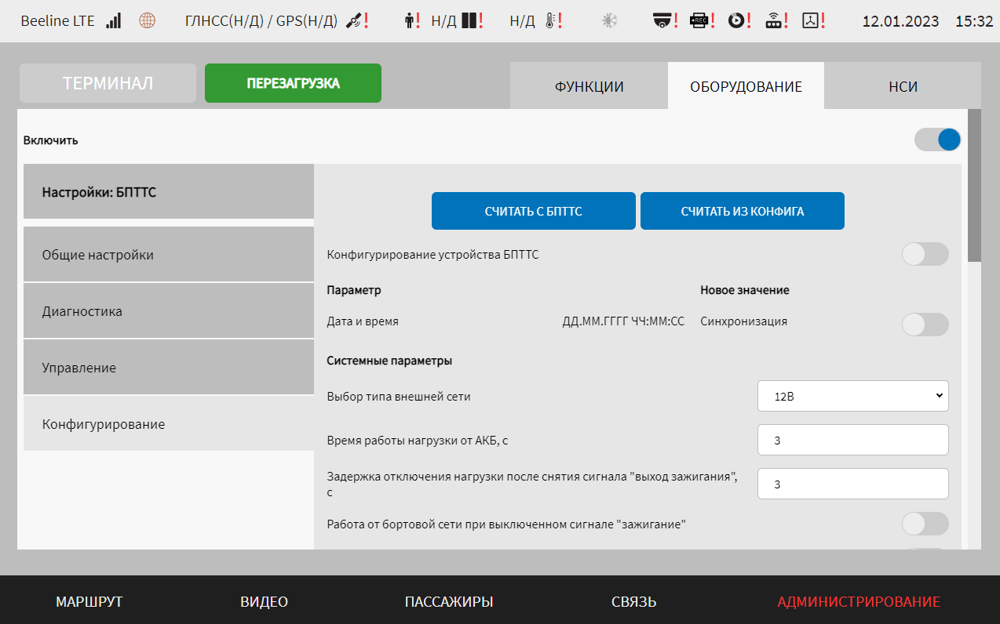 Beeline LTE ГЛНСС(Н/Д) / GPS(Н/Д) ! ! Н/Д ! Н/Д ! ! REC ! ! ! ! 12.01.2023 15:32
ТЕРМИНАЛ ПЕРЕЗАГРУЗКА ФУНКЦИИ ОБОРУДОВАНИЕ НСИ
Включить
Настройки: БПТТС
Общие настройки
Диагностика
Управление
Конфигурирование
СЧИТАТЬ С БПТТС СЧИТАТЬ ИЗ КОНФИГА
Конфигурирование устройства БПТТС
Параметр Новое значение
Дата и время ДД.ММ.ГГГГ ЧЧ:ММ:СС Синхронизация
Системные параметры
Выбор типа внешней сети 12В
Время работы нагрузки от АКБ, с 3
Задержка отключения нагрузки после снятия сигнала "выход зажигания", 3
с
Работа от бортовой сети при выключенном сигнале "зажигание"
МАРШРУТ ВИДЕО ПАССАЖИРЫ СВЯЗЬ АДМИНИСТРИРОВАНИЕ